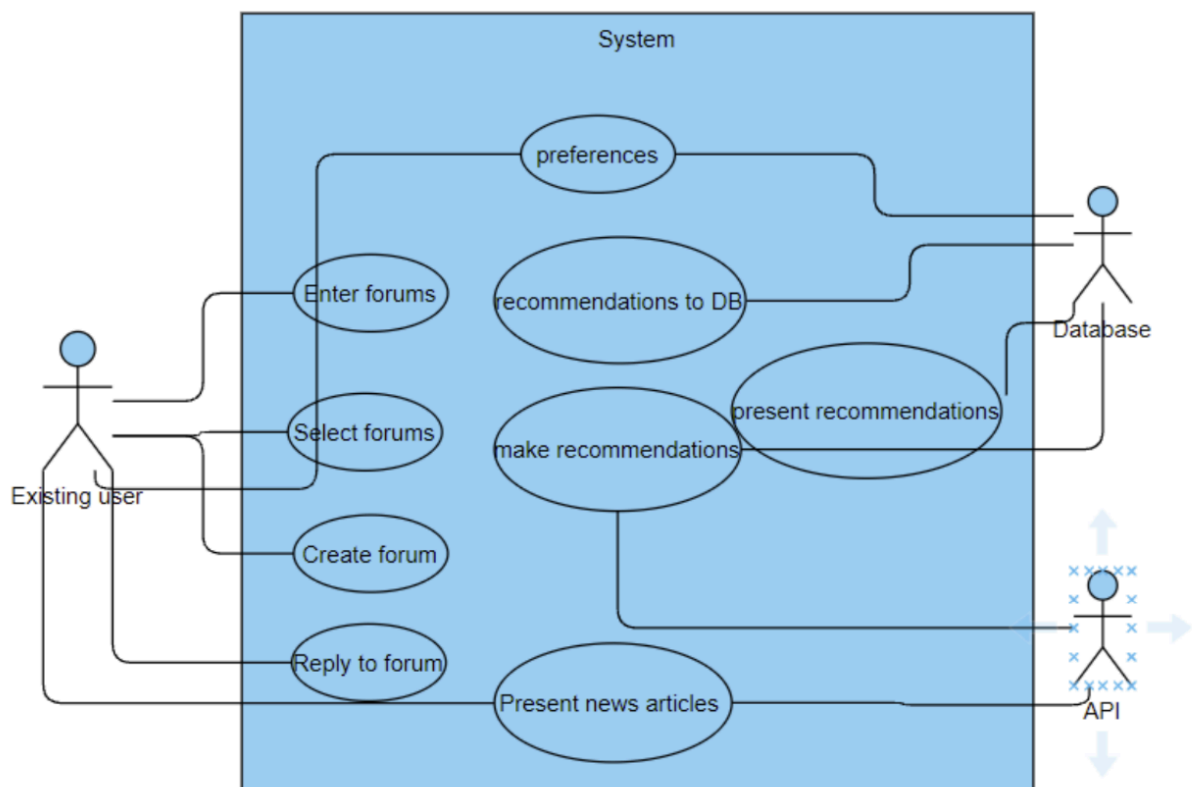 System
preferences
Enter forums
recommendations to DB
Database
present recommendations
Select forums
make recommendations
Existing user
Create forum
Reply to forum
Present news articles
API